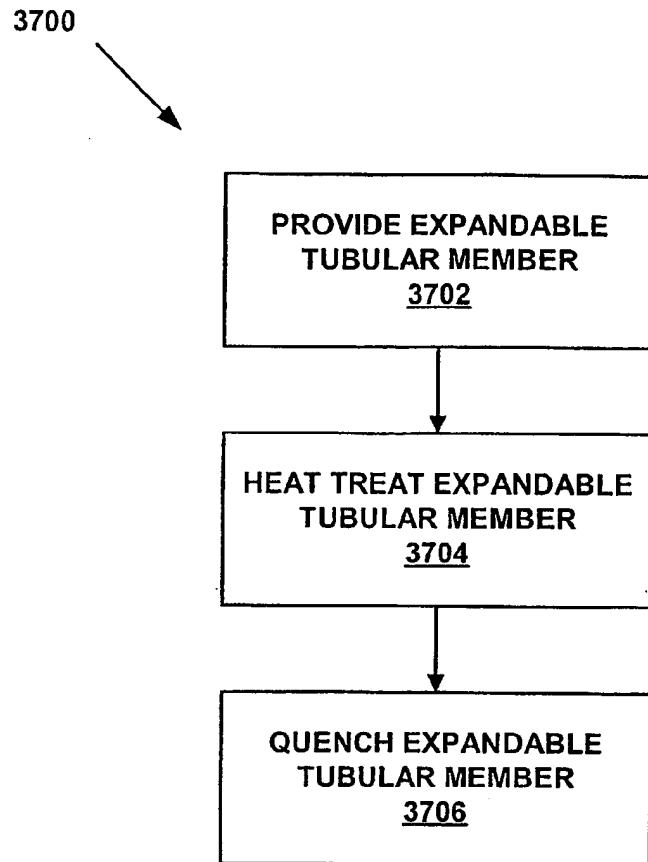 3700
PROVIDE EXPANDABLE
TUBULAR MEMBER
3702
HEAT TREAT EXPANDABLE
TUBULAR MEMBER
3704
QUENCH EXPANDABLE
TUBULAR MEMBER
3706